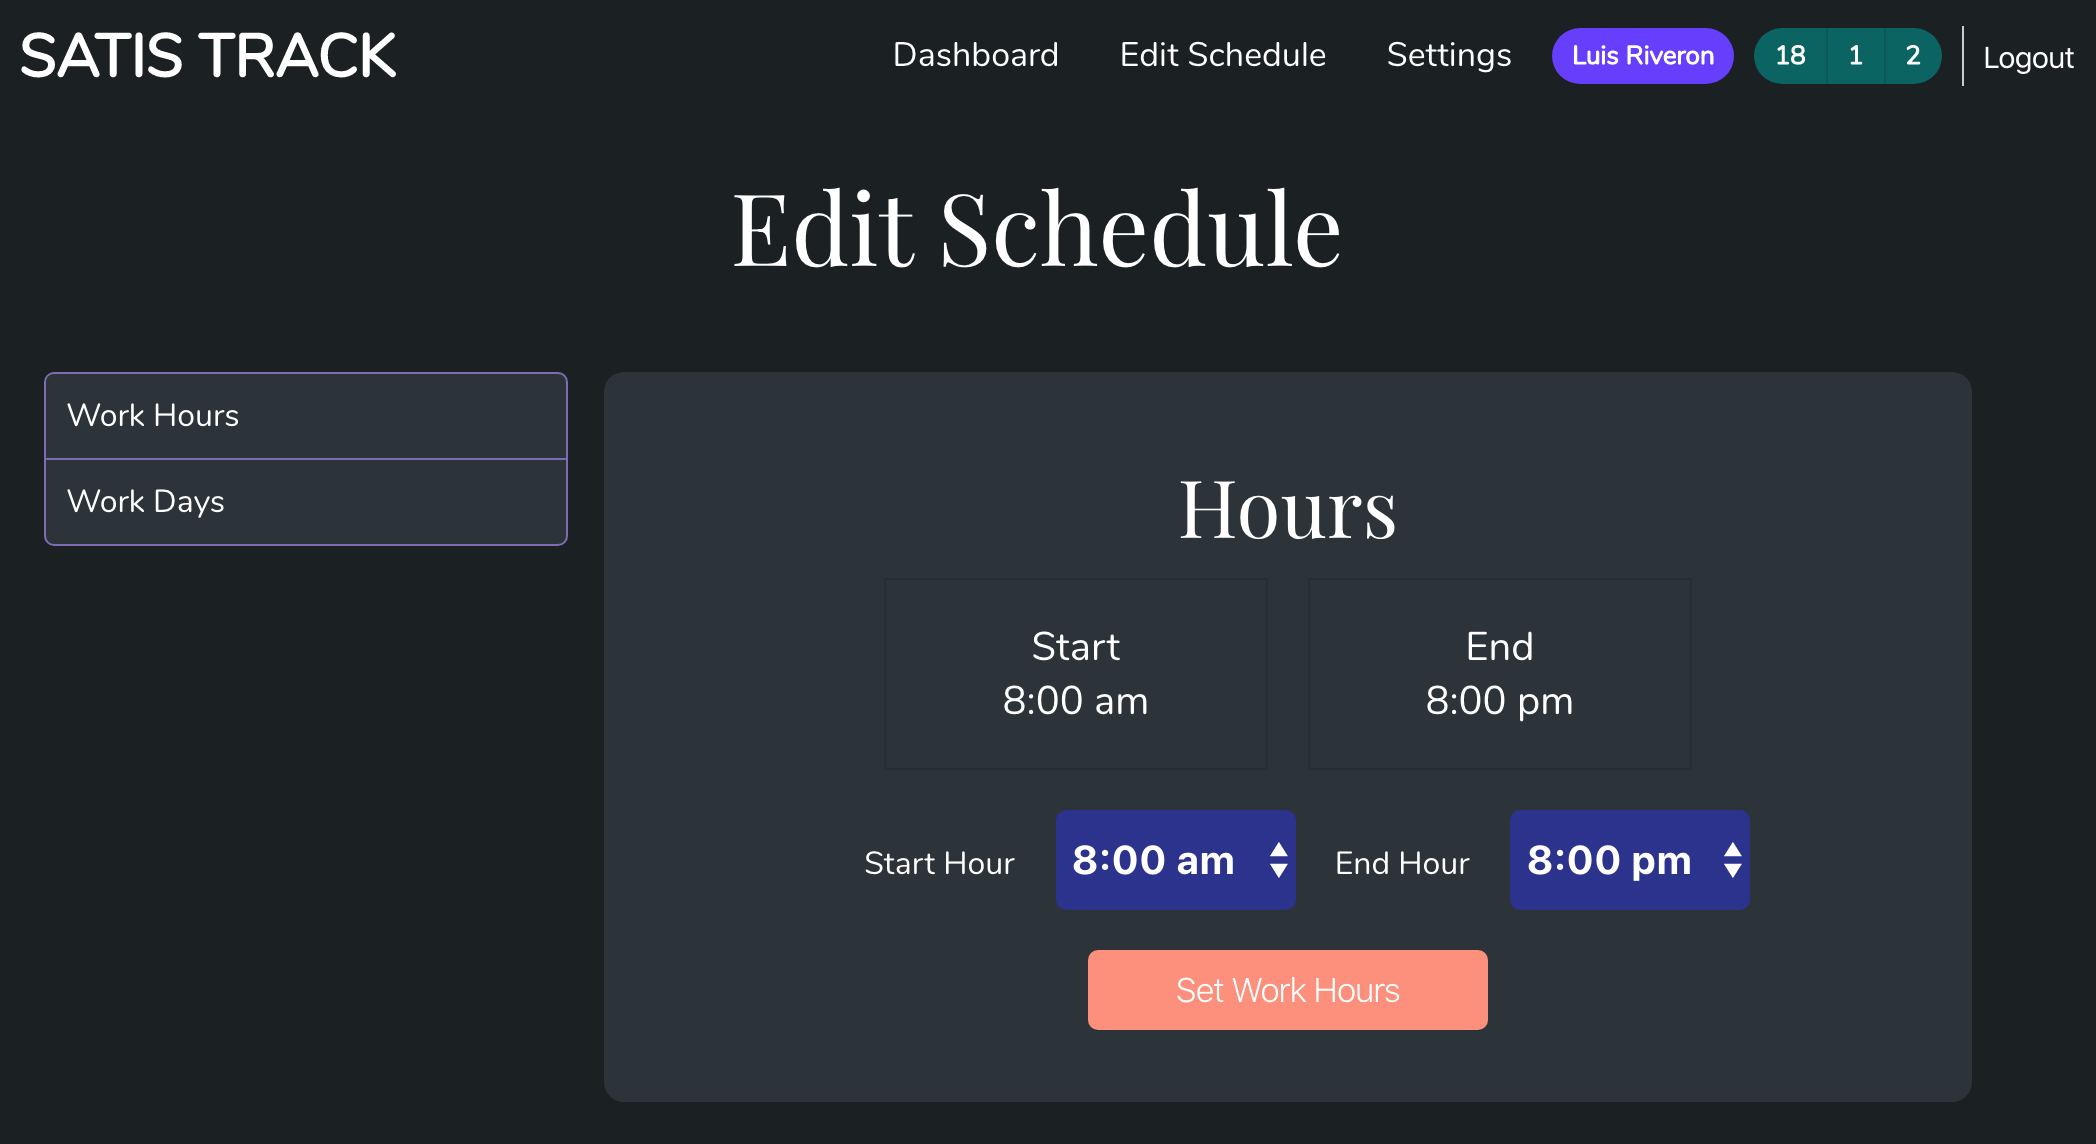 SATIS TRACK
Dashboard Edit Schedule Settings Luis Riveron 18 1 2 Logout
Edit Schedule
Work Hours
Work Days
Hours
Start
8:00 am
End
8:00 pm
Start Hour 8:00 am End Hour 8:00 pm
Set Work Hours